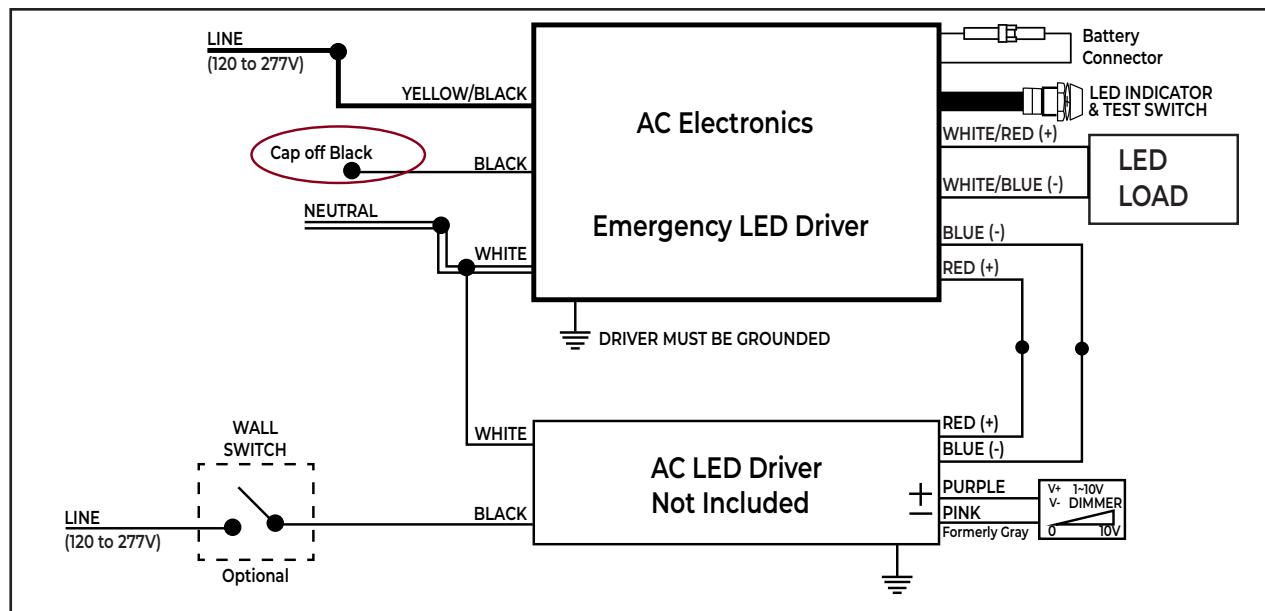 LINE
(120 to 277V)
YELLOW/BLACK
Cap off Black
BLACK
NEUTRAL
WHITE
AC Electronics
Emergency LED Driver
DRIVER MUST BE GROUNDED
Battery
Connector
LED INDICATOR
& TEST SWITCH
WHITE/RED (+)
WHITE/BLUE (-)
LED
LOAD
BLUE (-)
RED (+)
WALL
SWITCH
LINE
(120 to 277V)
Optional
WHITE
BLACK
AC LED Driver
Not Included
RED (+)
BLUE (-)
+ PURPLE
− PINK
Formerly Gray
V+ 1~10V
V- DIMMER
0 10V